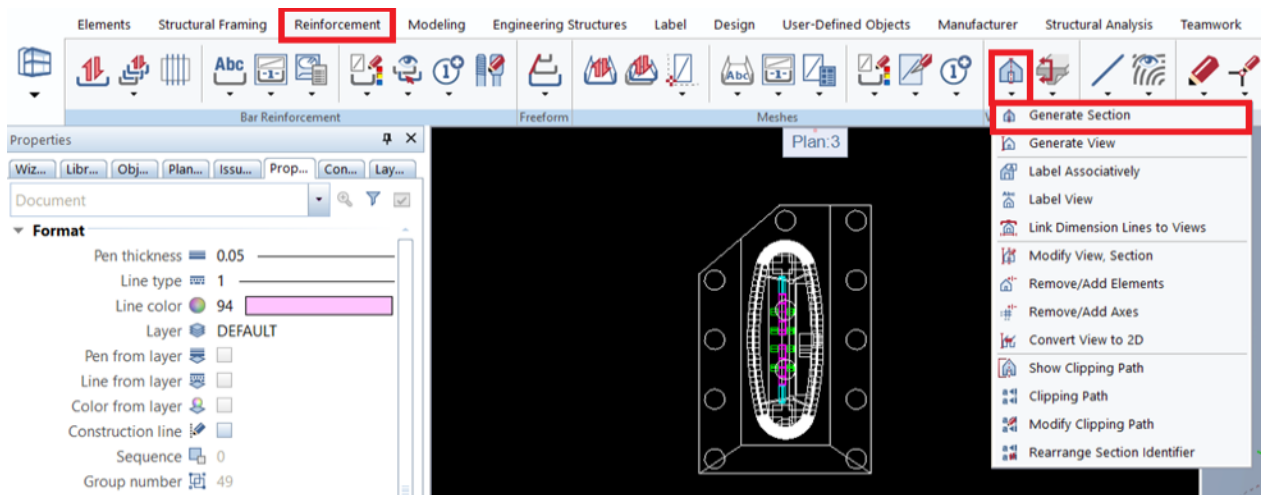 Elements Structural Framing Reinforcement Modeling Engineering Structures Label Design User-Defined Objects Manufacturer Structural Analysis Teamwork
Abc -1- 1 Abc -1- 1
Bar Reinforcement Freeform Meshes
Properties
Wiz... Libr... Obj... Plan... Issu... Prop... Con... Lay...
Document
Format
Pen thickness 0.05
Line type 1
Line color 94
Layer DEFAULT
Pen from layer
Line from layer
Color from layer
Construction line
Sequence 0
Group number 49
Plan:3
Generate Section
Generate View
Label Associatively
Label View
Link Dimension Lines to Views
Modify View, Section
Remove/Add Elements
Remove/Add Axes
Convert View to 2D
Show Clipping Path
Clipping Path
Modify Clipping Path
Rearrange Section Identifier